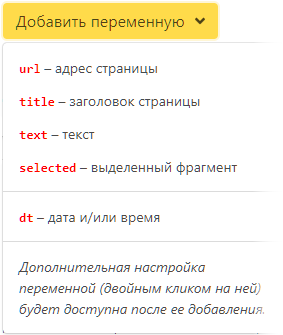 Добавить переменную
url – адрес страницы
title – заголовок страницы
text – текст
selected – выделенный фрагмент
dt – дата и/или время
Дополнительная настройка
переменной (двойным кликом на ней)
будет доступна после ее добавления.